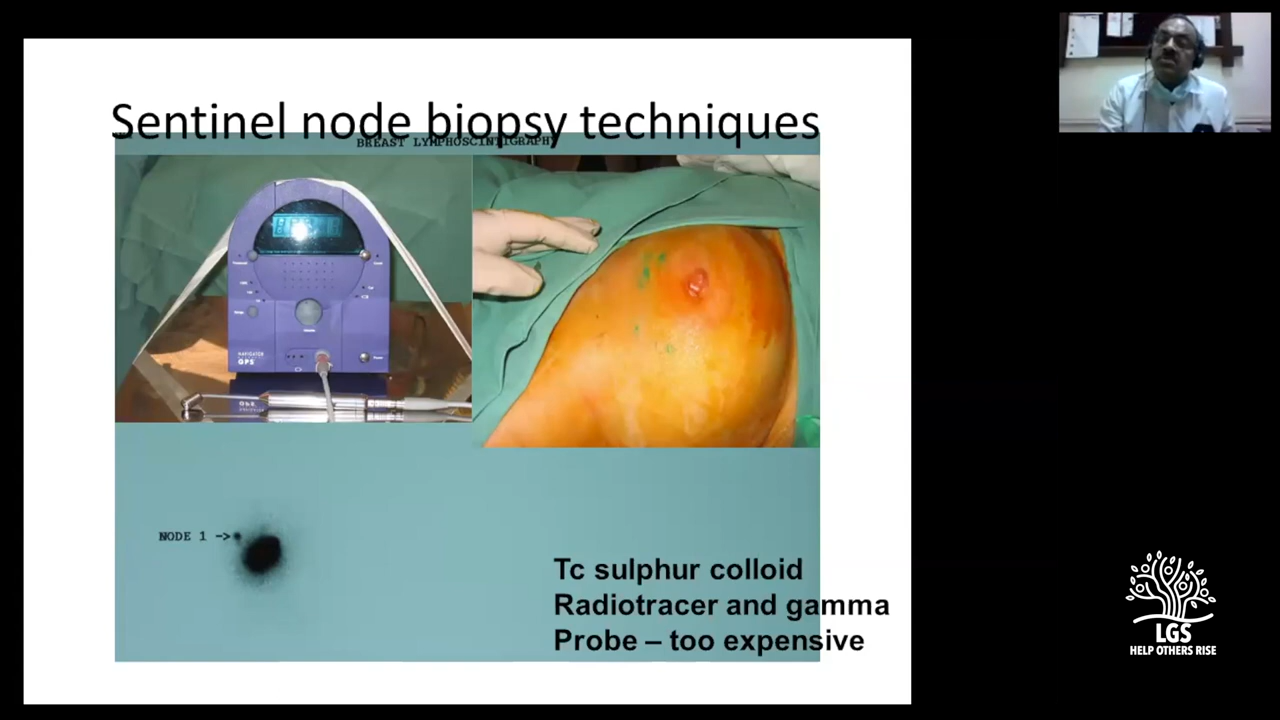 Sentinel node biopsy techniques
BREAST LYMPHOSCINTIGRAPHY
NAVIGATOR
GPS
NODE 1 ->
Tc sulphur colloid
Radiotracer and gamma
Probe – too expensive
LGS
HELP OTHERS RISE